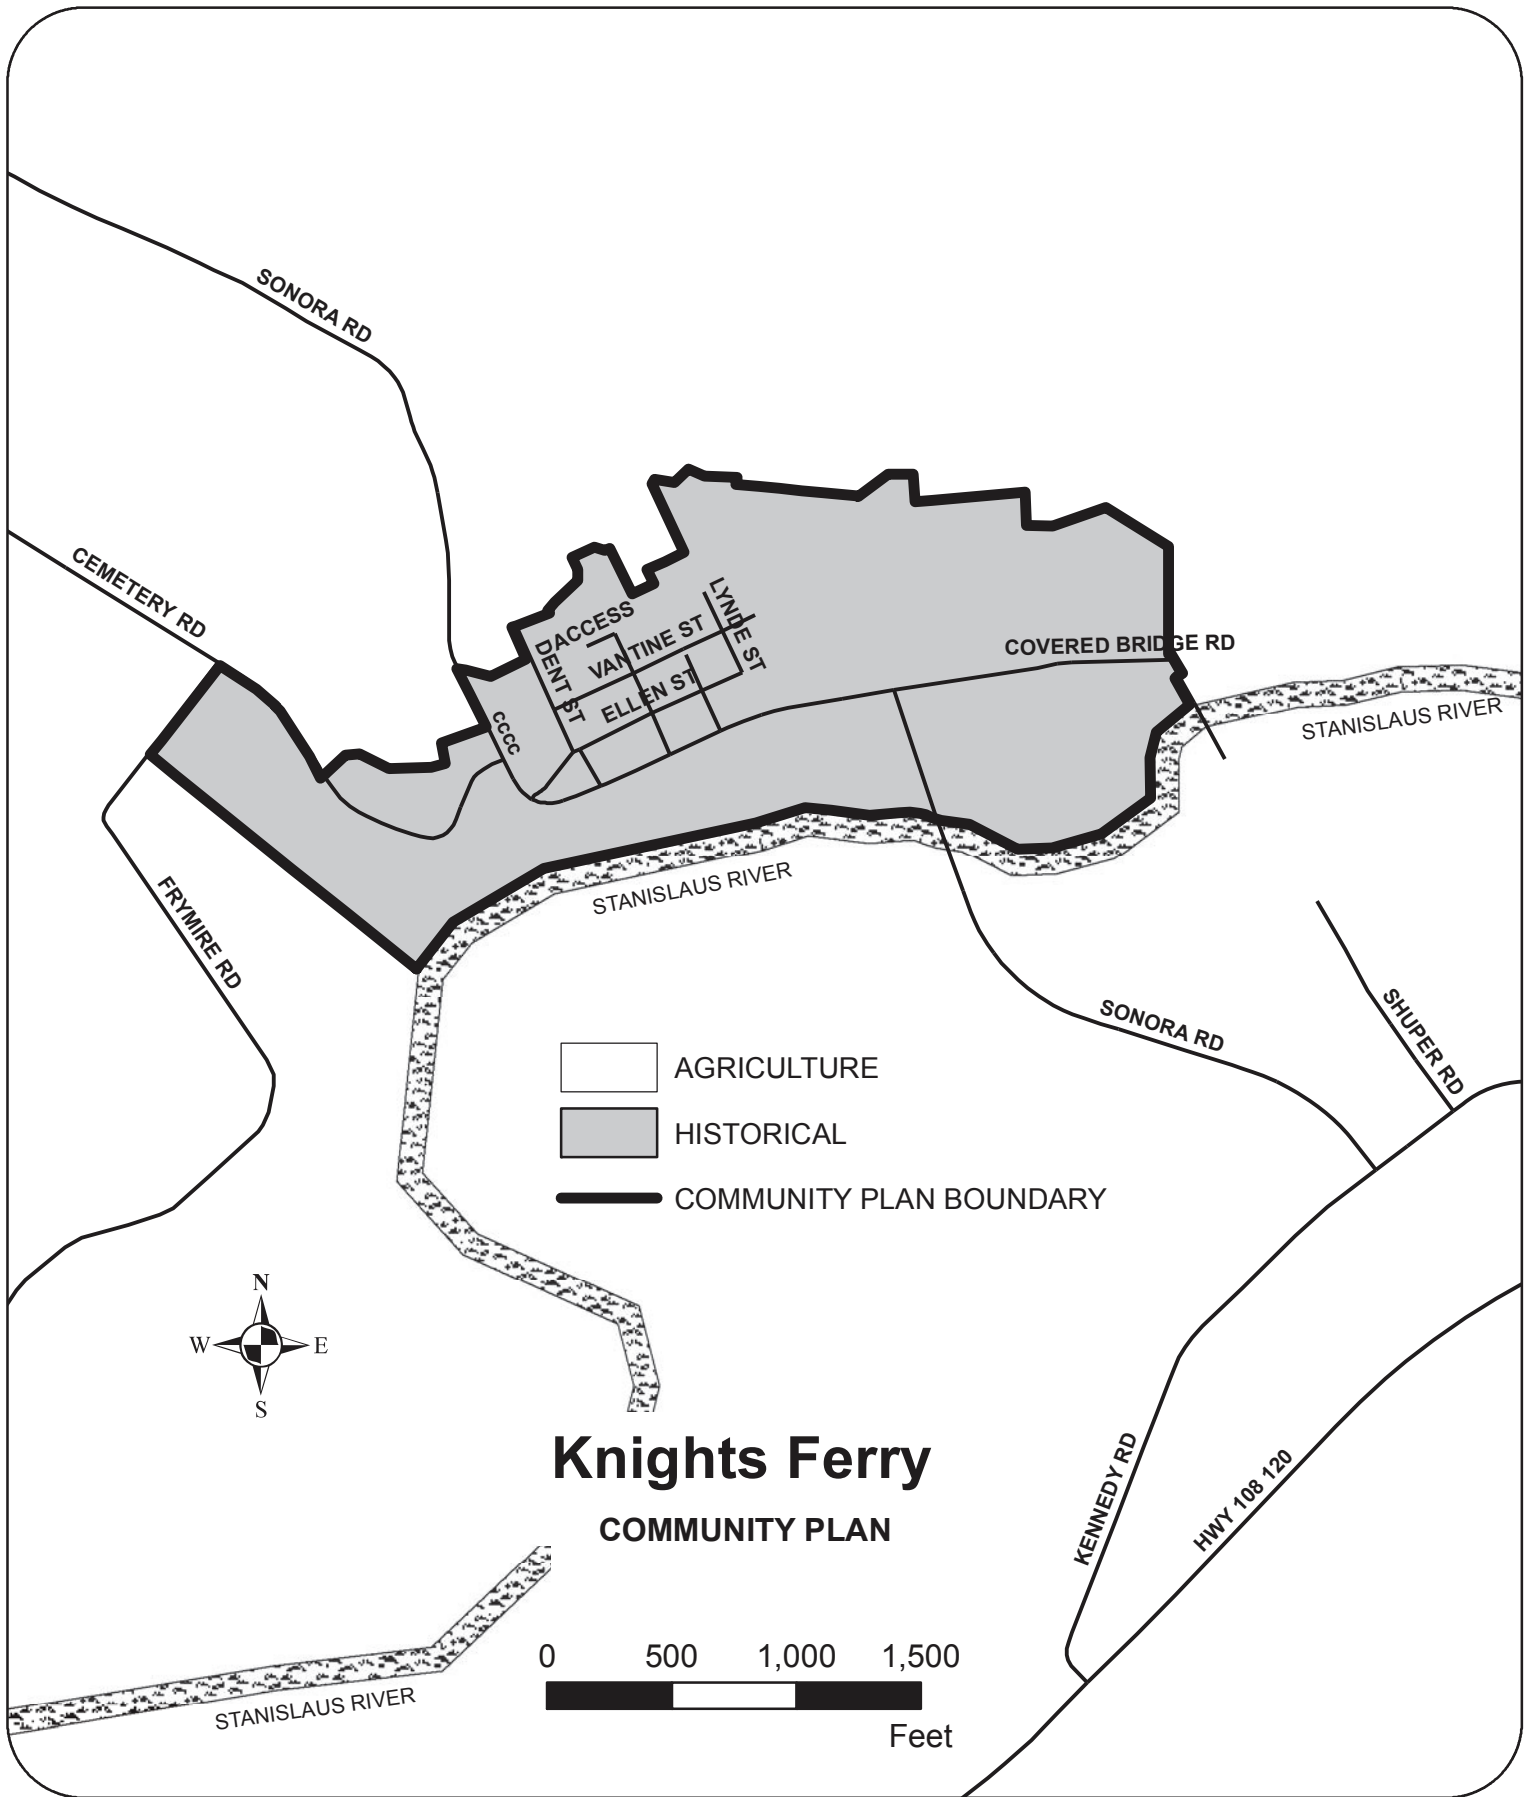 SONORA RD
CEMETERY RD
ACCESS
LYNDE ST
VANTINE ST
DENT ST
COVERED BRIDGE RD
ELLEN ST
CCCC
STANISLAUS RIVER
STANISLAUS RIVER
FRYMIRE RD
SONORA RD
SHUPER RD
AGRICULTURE
HISTORICAL
COMMUNITY PLAN BOUNDARY
N
W E
S
Knights Ferry
COMMUNITY PLAN
KENNEDY RD
HWY 108 120
0 500 1,000 1,500
Feet
STANISLAUS RIVER